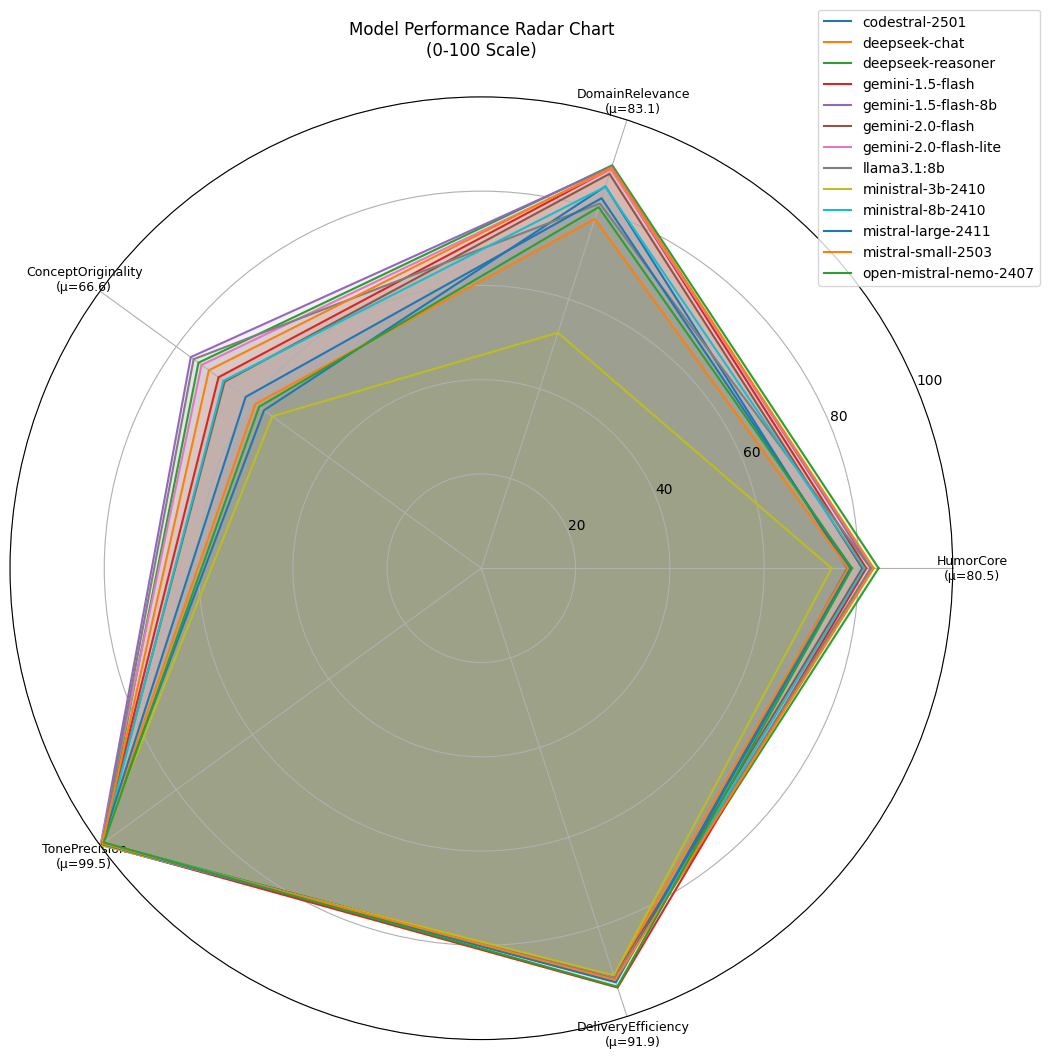 Model Performance Radar Chart
(0-100 Scale)
codestral-2501
deepseek-chat
deepseek-reasoner
gemini-1.5-flash
gemini-1.5-flash-8b
gemini-2.0-flash
gemini-2.0-flash-lite
llama3.1:8b
ministral-3b-2410
ministral-8b-2410
mistral-large-2411
mistral-small-2503
open-mistral-nemo-2407
DomainRelevance
(μ=83.1)
ConceptOriginality
(μ=66.6)
100
80
60
40
20
HumorCore
(μ=80.5)
TonePrecision
(μ=99.5)
DeliveryEfficiency
(μ=91.9)